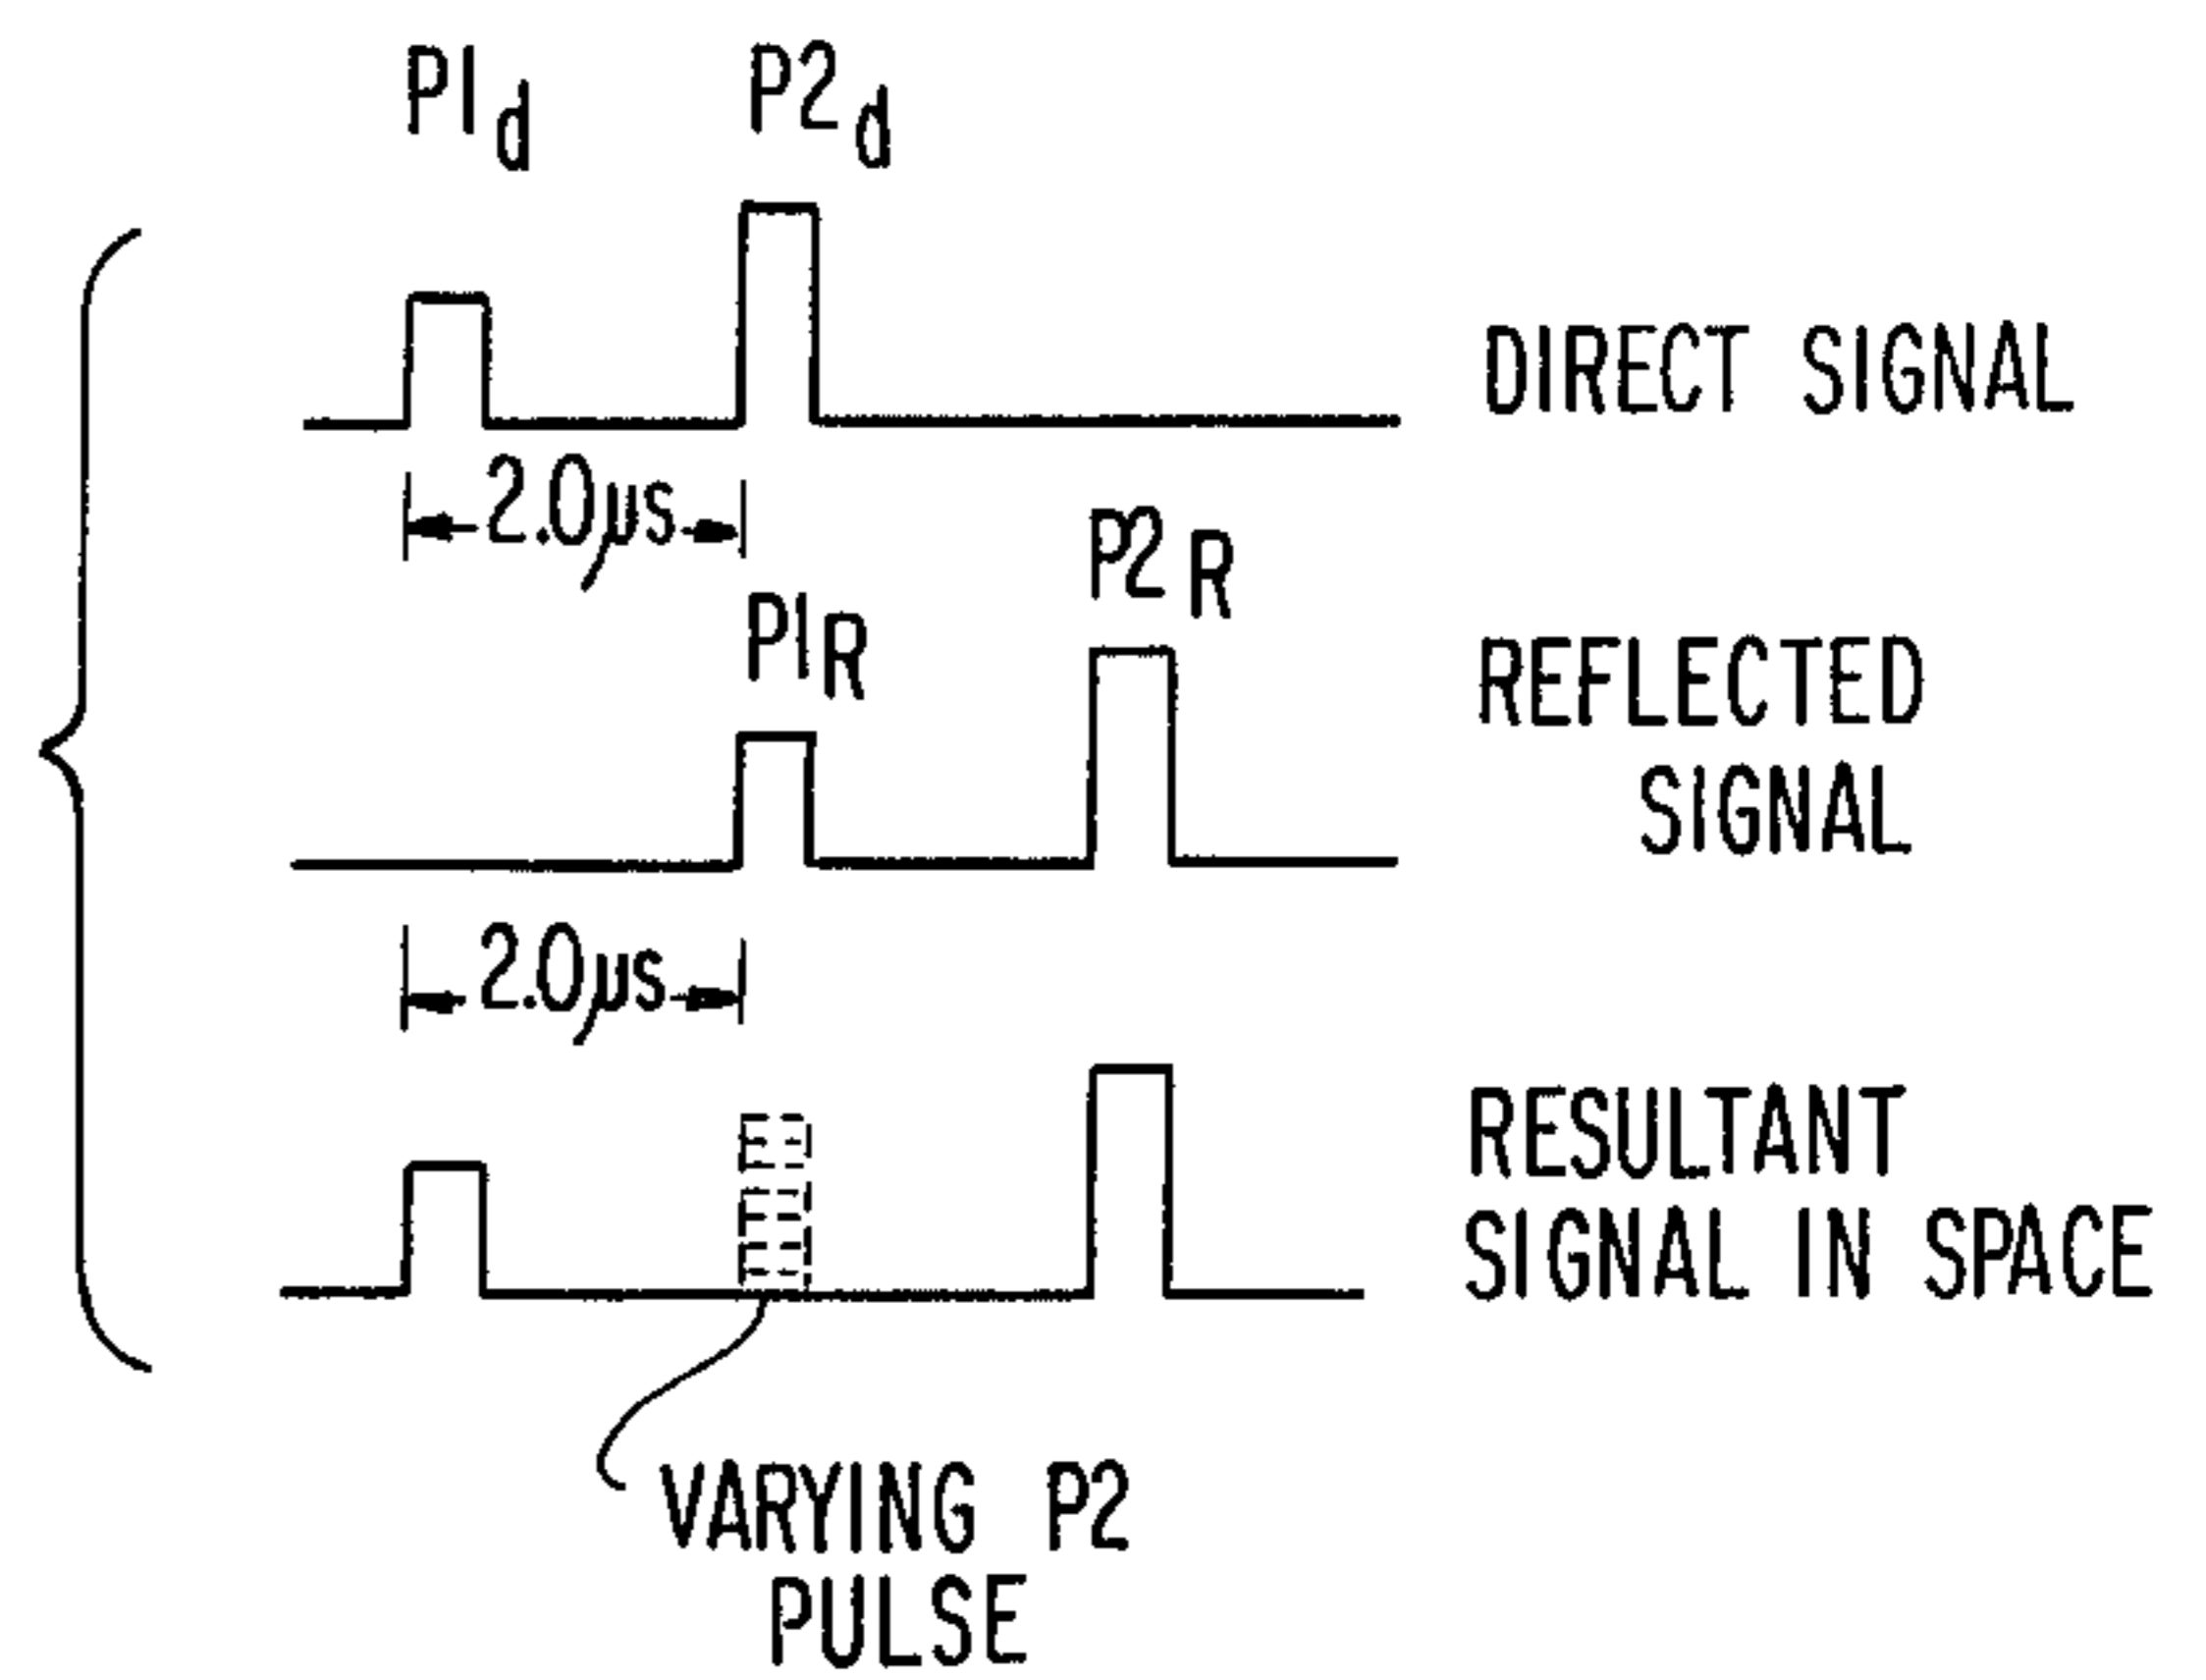 P1d P2d
DIRECT SIGNAL
2.0µs
P2R
P1R
REFLECTED
SIGNAL
2.0µs
RESULTANT
SIGNAL IN SPACE
VARYING P2
PULSE